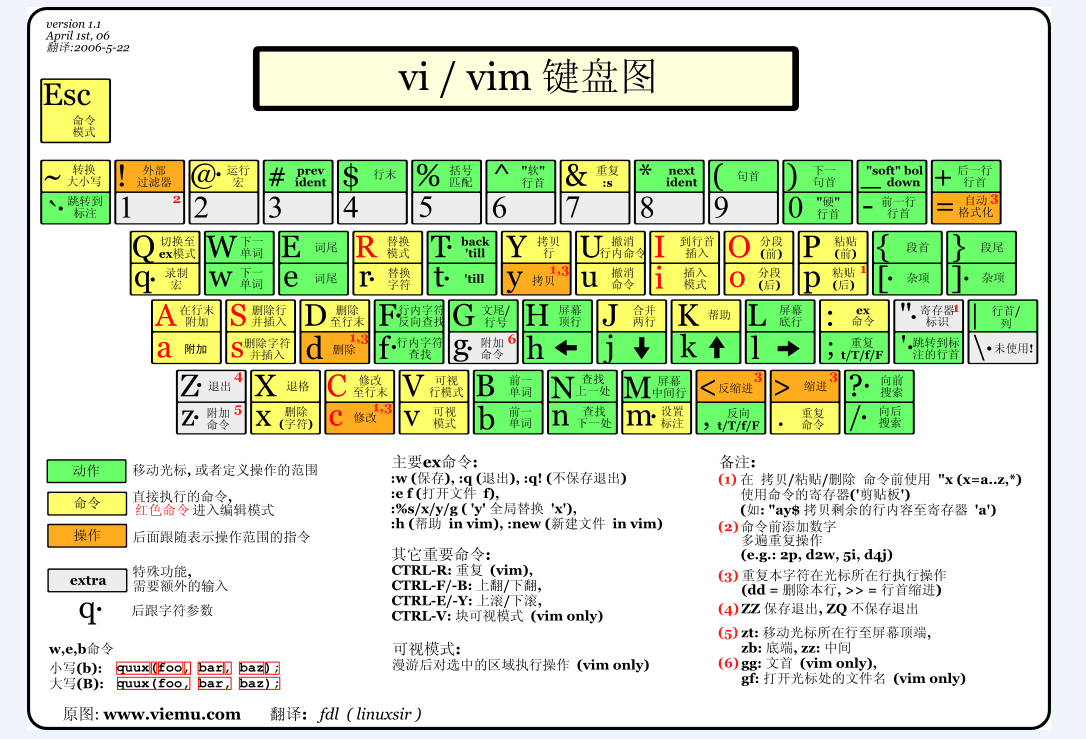 version 1.1
April 1st, 06
翻译:2006-5-22
vi / vim 键盘图
Esc
命令
模式
~ 转换
大小写
! 外部
过滤器
@· 运行
宏
# prev
ident
$ 行末
% 括号
匹配
^ "软"
行首
& 重复
:s
* next
ident
( 句首
) 下一
句首
_ "soft" bol
down
+ 后一行
行首
`· 跳转到
标注
1 2
2
3
4
5
6
7
8
9
0 "硬"
行首
- 前一行
行首
= 自动 3
格式化
Q 切换至
ex模式
W 下一
单词
E 词尾
R 替换
模式
T· back
'till
Y 拷贝
行
U 撤消
行内命令
I 到行首
插入
O 分段
(前)
P 粘贴
(前)
{ 段首
} 段尾
q· 录制
宏
w 下一
单词
e 词尾
r· 替换
字符
t· 'till
y 拷贝 1,3
u 撤消
命令
i 插入
模式
o 分段
(后)
p 粘贴 1
(后)
[· 杂项
]· 杂项
A 在行末
附加
S 删除行
并插入
D 删除
至行末
F· 行内字符
反向查找
G 文尾/
行号
H 屏幕
顶行
J 合并
两行
K 帮助
L 屏幕
底行
: ex
命令
"· 寄存器 1
标识
| 行首/
列
a 附加
s 删除字符
并插入
d 删除 1,3
f· 行内字符
查找
g· 附加 6
命令
h ←
j ↓
k ↑
l →
; 重复
t/T/f/F
'· 跳转到标
注的行首
\· 未使用!
Z· 退出 4
X 退格
C 修改
至行末
V 可视
行模式
B 前一
单词
N 查找
上一处
M 屏幕
中间行
< 反缩进 3
> 缩进 3
?· 向前
搜索
z· 附加 5
命令
x 删除
(字符)
c 修改 1,3
v 可视
模式
b 前一
单词
n 查找
下一处
m· 设置
标注
, 反向
t/T/f/F
. 重复
命令
/· 向后
搜索
动作 移动光标, 或者定义操作的范围
命令 直接执行的命令,
红色命令 进入编辑模式
操作 后面跟随表示操作范围的指令
extra 特殊功能,
需要额外的输入
q· 后跟字符参数
w,e,b命令
小写(b): quux(foo, bar, baz);
大写(B): quux(foo, bar, baz);
主要ex命令:
:w (保存), :q (退出), :q! (不保存退出)
:e f (打开文件 f),
:%s/x/y/g ( 'y' 全局替换 'x'),
:h (帮助 in vim), :new (新建文件 in vim)
其它重要命令:
CTRL-R: 重复 (vim),
CTRL-F/-B: 上翻/下翻,
CTRL-E/-Y: 上滚/下滚,
CTRL-V: 块可视模式 (vim only)
可视模式:
漫游后对选中的区域执行操作 (vim only)
备注:
(1) 在 拷贝/粘贴/删除 命令前使用 "x (x=a..z,*)
使用命令的寄存器('剪贴板')
(如: "ay$ 拷贝剩余的行内容至寄存器 'a')
(2) 命令前添加数字
多遍重复操作
(e.g.: 2p, d2w, 5i, d4j)
(3) 重复本字符在光标所在行执行操作
(dd = 删除本行, >> = 行首缩进)
(4) ZZ 保存退出, ZQ 不保存退出
(5) zt: 移动光标所在行至屏幕顶端,
zb: 底端, zz: 中间
(6) gg: 文首 (vim only),
gf: 打开光标处的文件名 (vim only)
原图: www.viemu.com 翻译: fdl ( linuxsir )